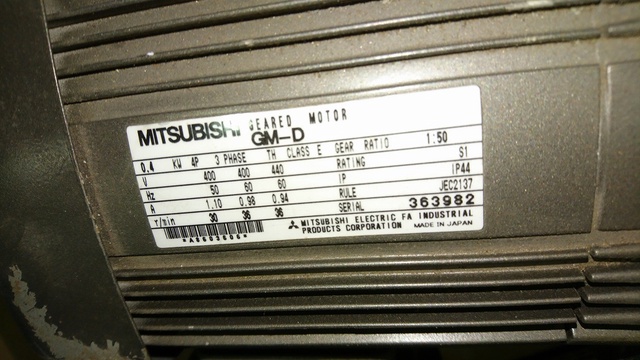 MITSUBISHI GEARED MOTOR
GM-D
0.4 KW 4P 3 PHASE TH CLASS E GEAR RATIO 1:50
V 400 400 440 RATING S1
Hz 50 60 60 IP IP44
A 1.10 0.98 0.94 RULE JEC2137
r/min 30 36 36 SERIAL 363982
MITSUBISHI ELECTRIC FA INDUSTRIAL
PRODUCTS CORPORATION MADE IN JAPAN